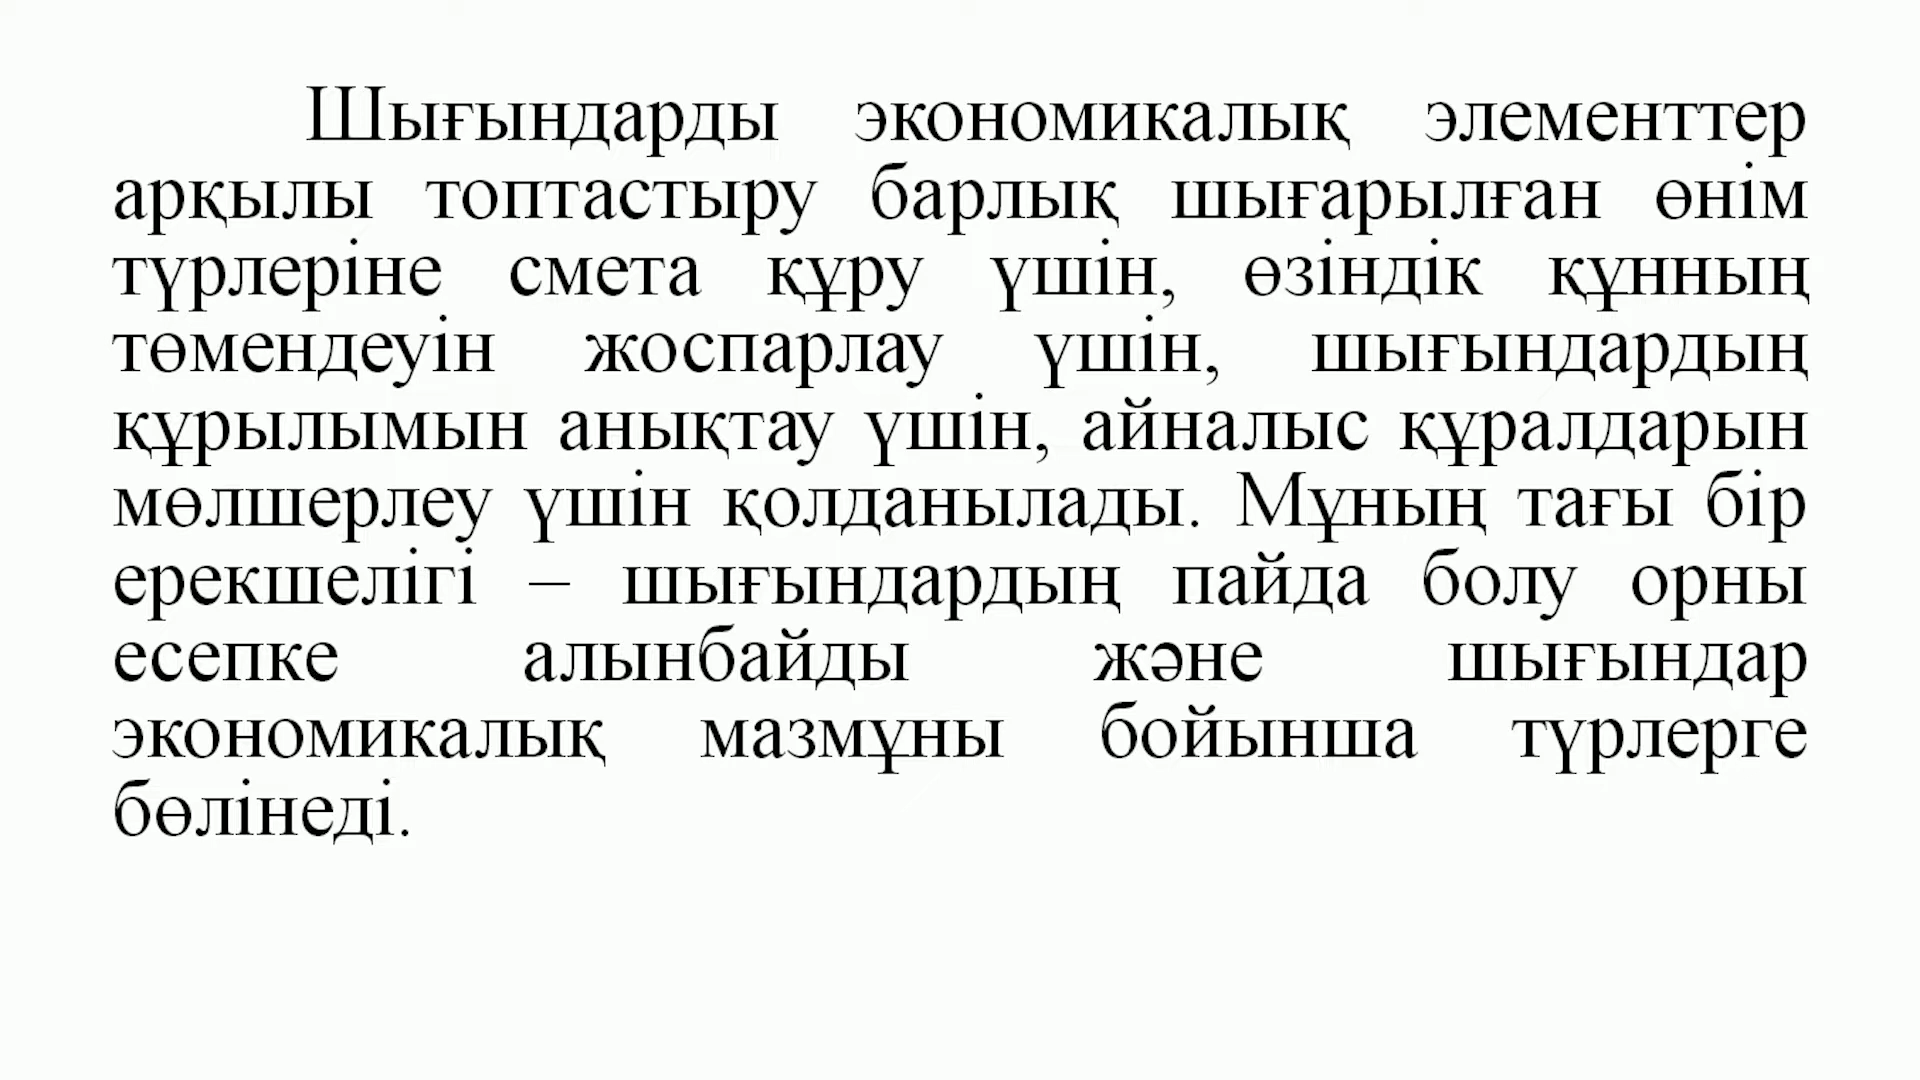 Шығындарды экономикалық элементтер
арқылы топтастыру барлық шығарылған өнім
түрлеріне смета құру үшін, өзіндік құнның
төмендеуін жоспарлау үшін, шығындардың
құрылымын анықтау үшін, айналыс құралдарын
мөлшерлеу үшін қолданылады. Мұның тағы бір
ерекшелігі – шығындардың пайда болу орны
есепке алынбайды және шығындар
экономикалық мазмұны бойынша түрлерге
бөлінеді.